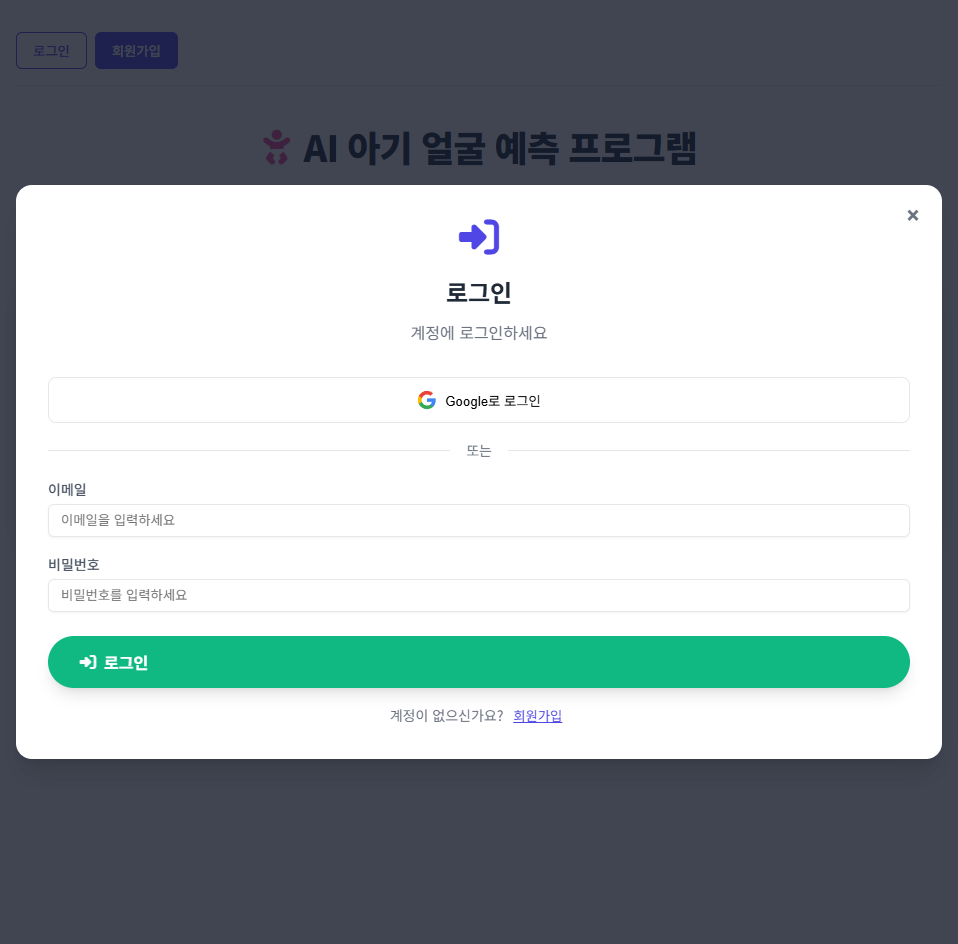 로그인 회원가입
AI 아기 얼굴 예측 프로그램
×
로그인
계정에 로그인하세요
Google로 로그인
또는
이메일
이메일을 입력하세요
비밀번호
비밀번호를 입력하세요
로그인
계정이 없으신가요? 회원가입